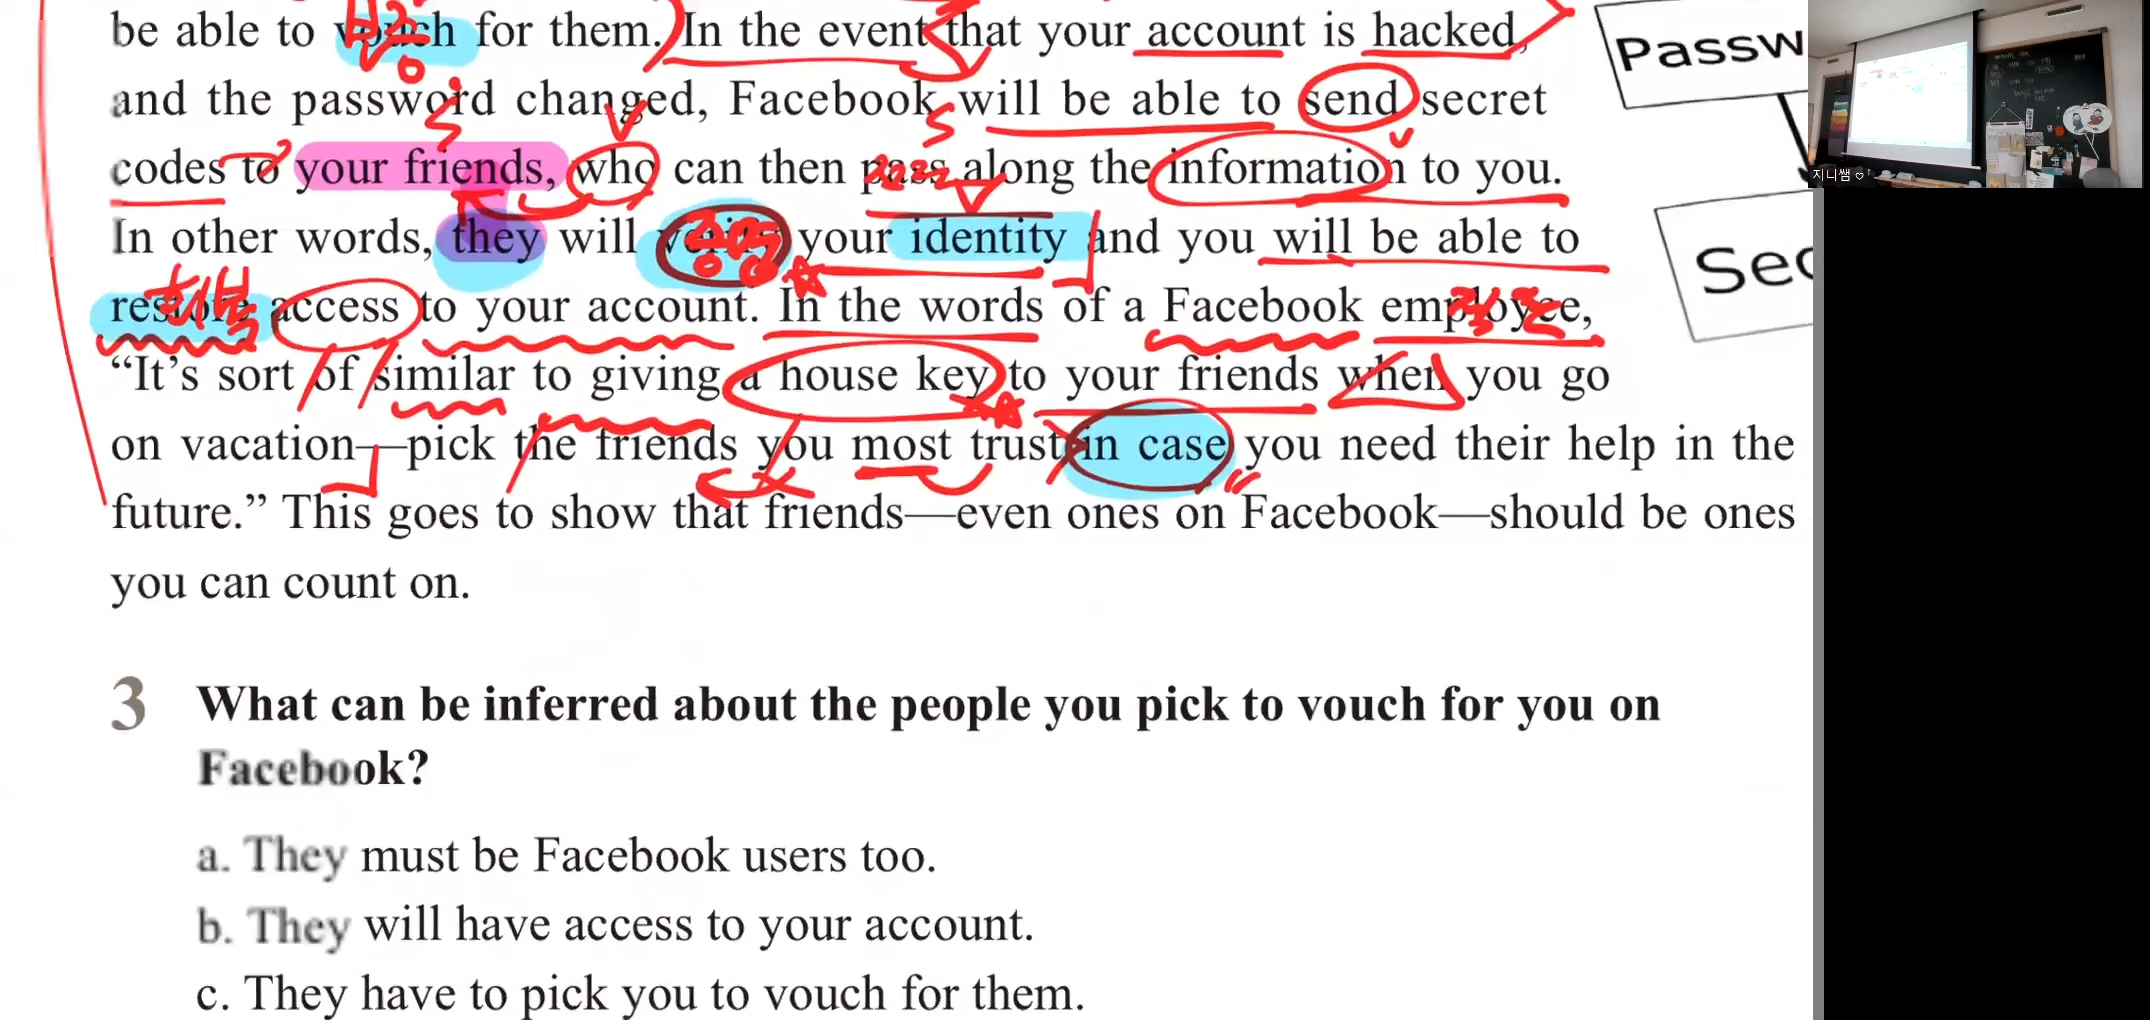 be able to vouch for them. In the event that your account is hacked,
and the password changed, Facebook will be able to send secret
codes to your friends, who can then pass along the information to you.
In other words, they will your identity and you will be able to
restore access to your account. In the words of a Facebook employee,
“It’s sort of similar to giving a house key to your friends when you go
on vacation—pick the friends you most trust in case you need their help in the
future.” This goes to show that friends—even ones on Facebook—should be ones
you can count on.
3 What can be inferred about the people you pick to vouch for you on
Facebook?
a. They must be Facebook users too.
b. They will have access to your account.
c. They have to pick you to vouch for them.
Passw
Sec
지니쌤